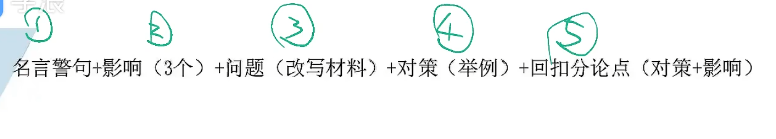 ① ② ③ ④ ⑤
名言警句+影响（3个）+问题（改写材料）+对策（举例）+回扣分论点（对策+影响）